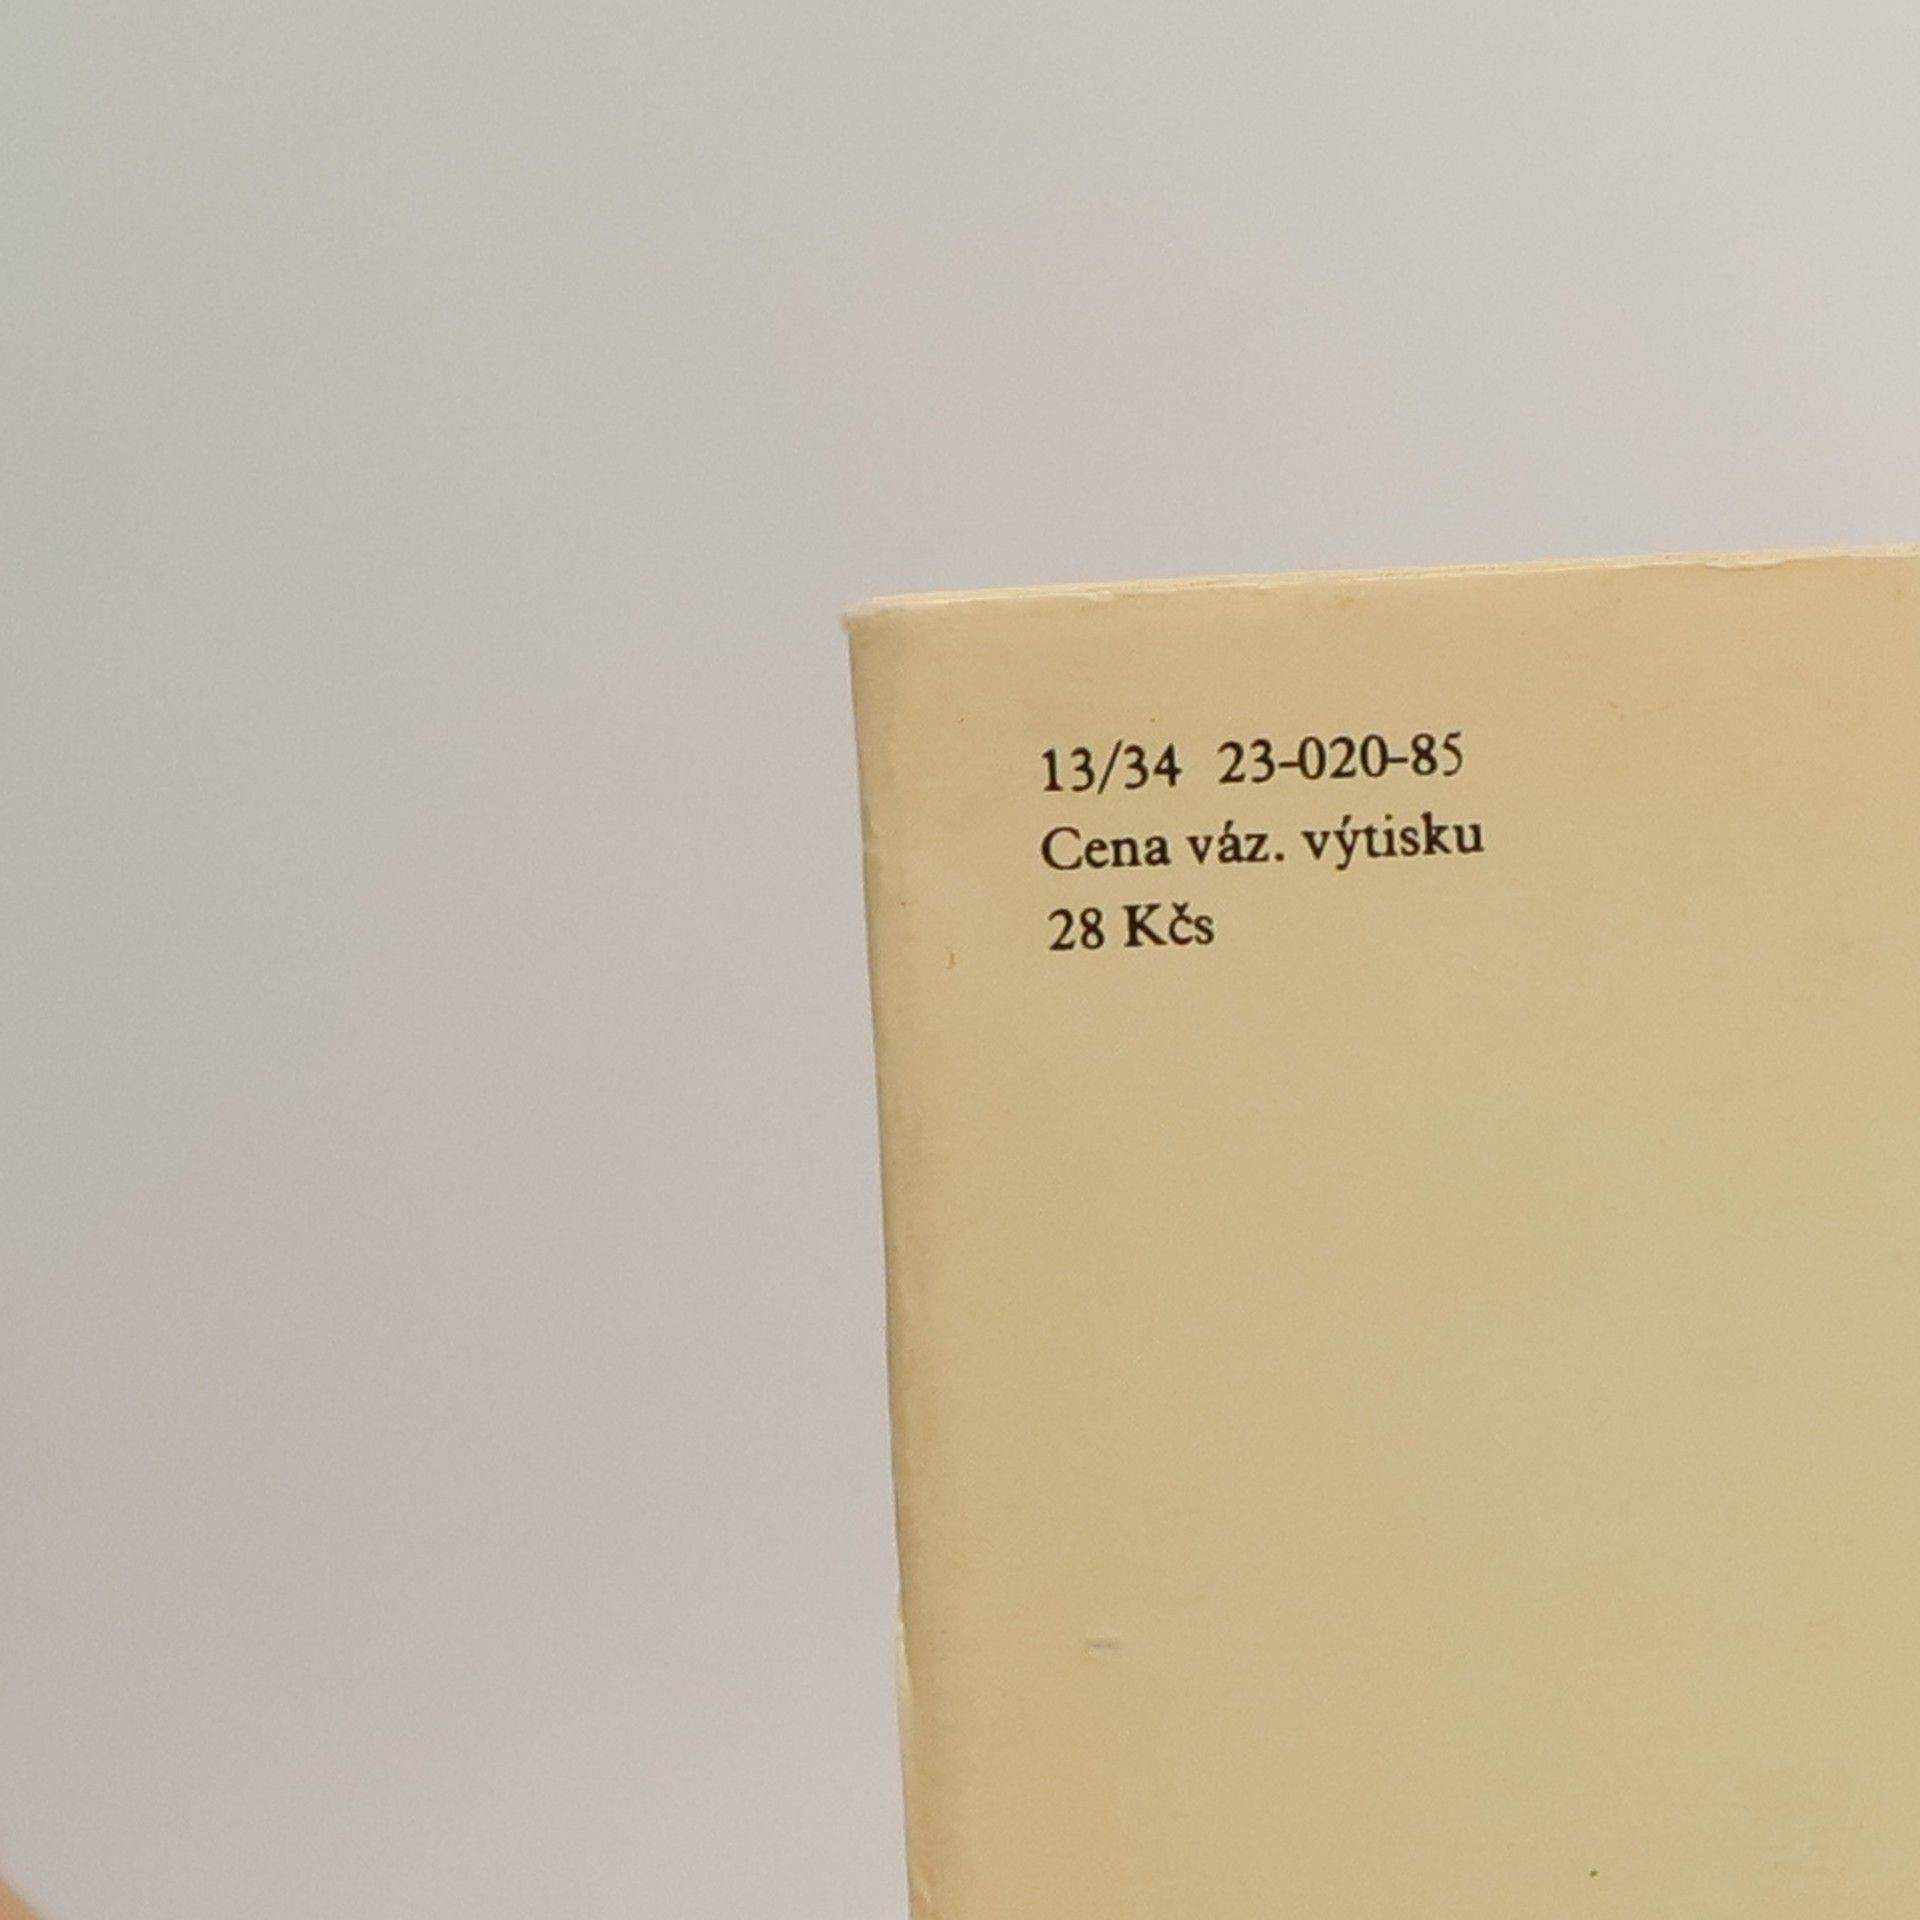 13/34 23-020-85
Cena váz. výtisku
28 Kčs